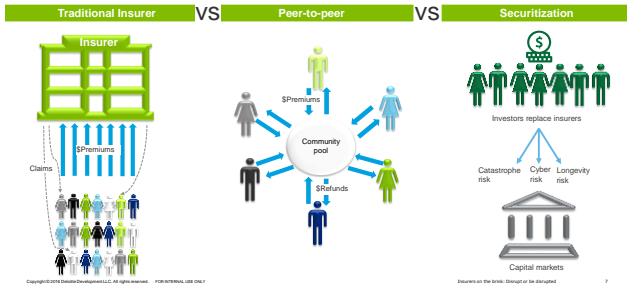 Traditional Insurer
VS
Peer-to-peer
VS
Securitization
Insurer
$Premiums
Claims
$Premiums
Community
pool
$Refunds
$
Investors replace insurers
Catastrophe
risk
Cyber
risk
Longevity
risk
Capital markets
Copyright © 2016 Deloitte Development LLC. All rights reserved. FOR INTERNAL USE ONLY
Insurers on the brink: Disrupt or be disrupted
7